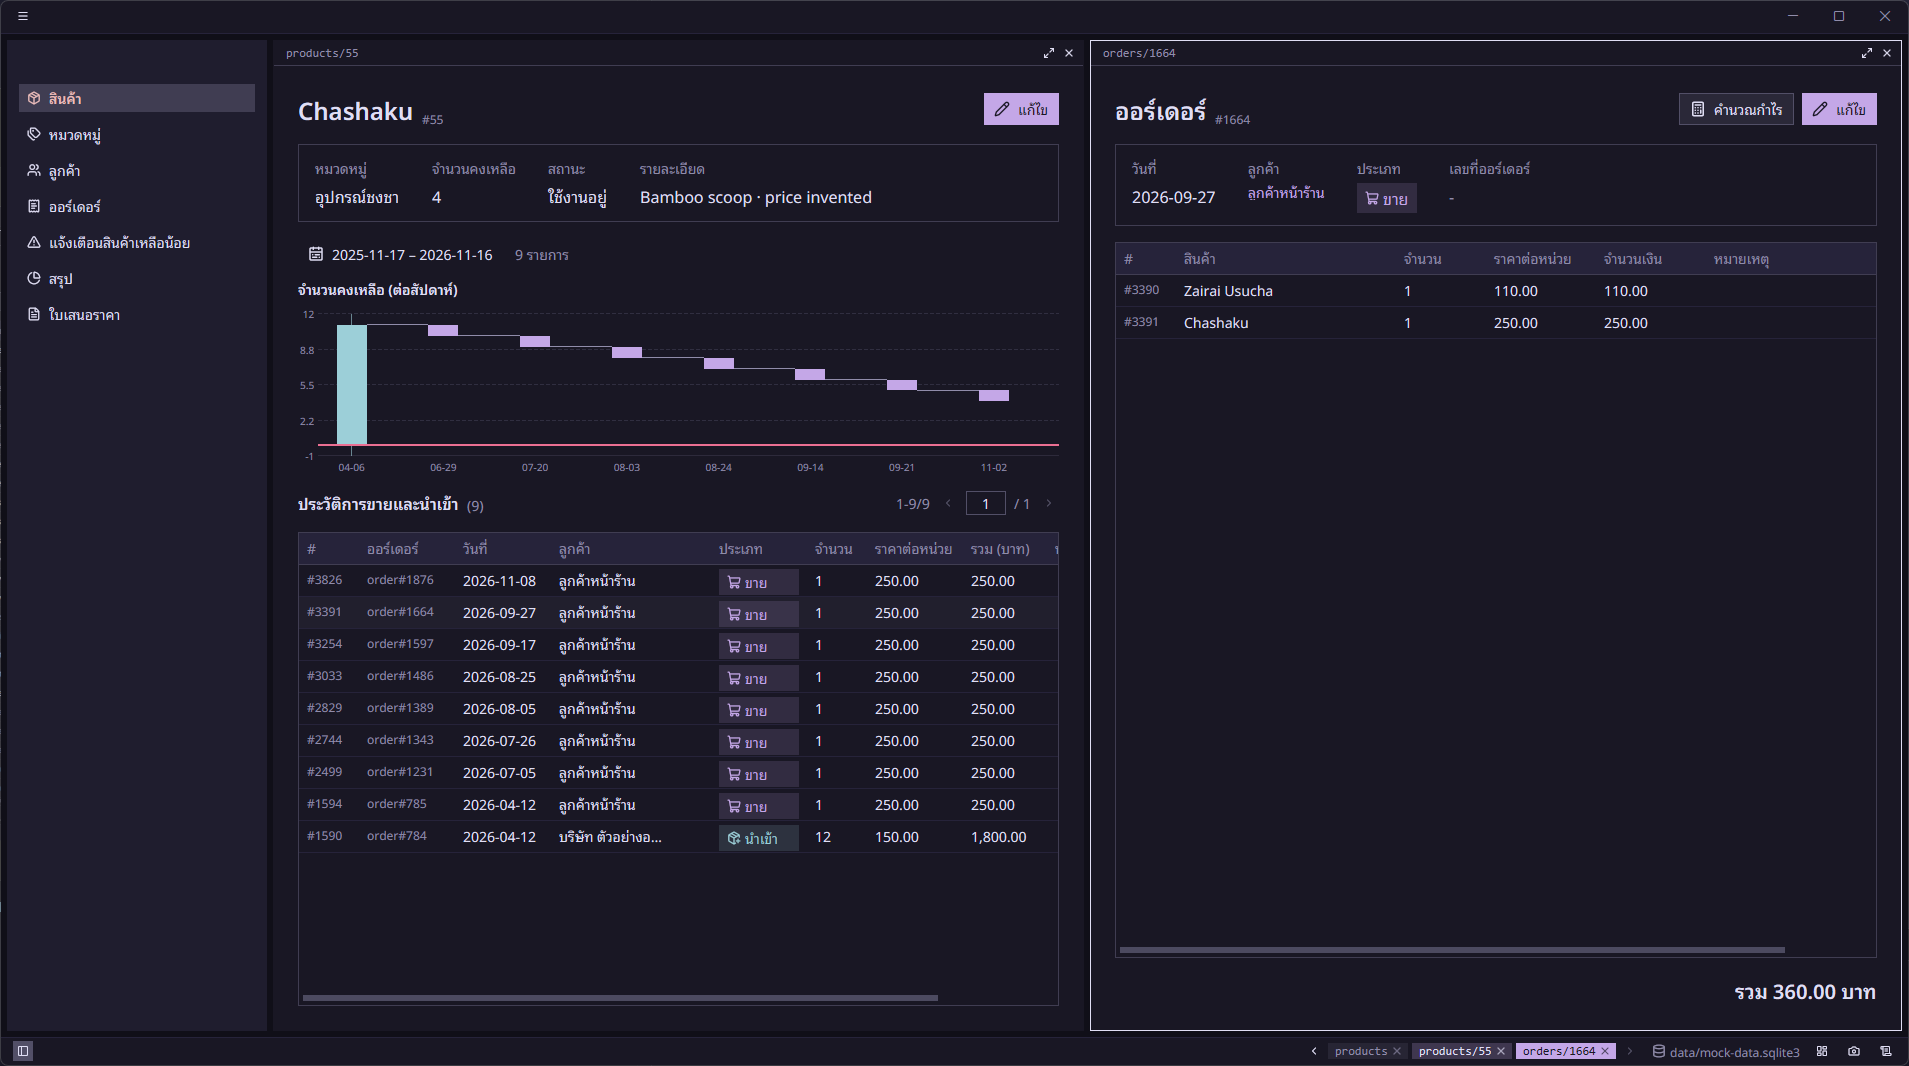 สินค้า
หมวดหมู่
ลูกค้า
ออร์เดอร์
แจ้งเตือนสินค้าเหลือน้อย
สรุป
ใบเสนอราคา
products/55
Chashaku #55
แก้ไข
หมวดหมู่ จำนวนคงเหลือ สถานะ รายละเอียด
อุปกรณ์ชงชา 4 ใช้งานอยู่ Bamboo scoop · price invented
2025-11-17 – 2026-11-16 9 รายการ
จำนวนคงเหลือ (ต่อสัปดาห์)
12
8.8
5.5
2.2
-1
04-06 06-29 07-20 08-03 08-24 09-14 09-21 11-02
ประวัติการขายและนำเข้า (9) 1-9/9 1 / 1
# ออร์เดอร์ วันที่ ลูกค้า ประเภท จำนวน ราคาต่อหน่วย รวม (บาท)
#3826 order#1876 2026-11-08 ลูกค้าหน้าร้าน ขาย 1 250.00 250.00
#3391 order#1664 2026-09-27 ลูกค้าหน้าร้าน ขาย 1 250.00 250.00
#3254 order#1597 2026-09-17 ลูกค้าหน้าร้าน ขาย 1 250.00 250.00
#3033 order#1486 2026-08-25 ลูกค้าหน้าร้าน ขาย 1 250.00 250.00
#2829 order#1389 2026-08-05 ลูกค้าหน้าร้าน ขาย 1 250.00 250.00
#2744 order#1343 2026-07-26 ลูกค้าหน้าร้าน ขาย 1 250.00 250.00
#2499 order#1231 2026-07-05 ลูกค้าหน้าร้าน ขาย 1 250.00 250.00
#1594 order#785 2026-04-12 ลูกค้าหน้าร้าน ขาย 1 250.00 250.00
#1590 order#784 2026-04-12 บริษัท ตัวอย่างอ... นำเข้า 12 150.00 1,800.00
orders/1664
ออร์เดอร์ #1664
คำนวณกำไร แก้ไข
วันที่ ลูกค้า ประเภท เลขที่ออร์เดอร์
2026-09-27 ลูกค้าหน้าร้าน ขาย -
# สินค้า จำนวน ราคาต่อหน่วย จำนวนเงิน หมายเหตุ
#3390 Zairai Usucha 1 110.00 110.00
#3391 Chashaku 1 250.00 250.00
รวม 360.00 บาท
products products/55 orders/1664 data/mock-data.sqlite3